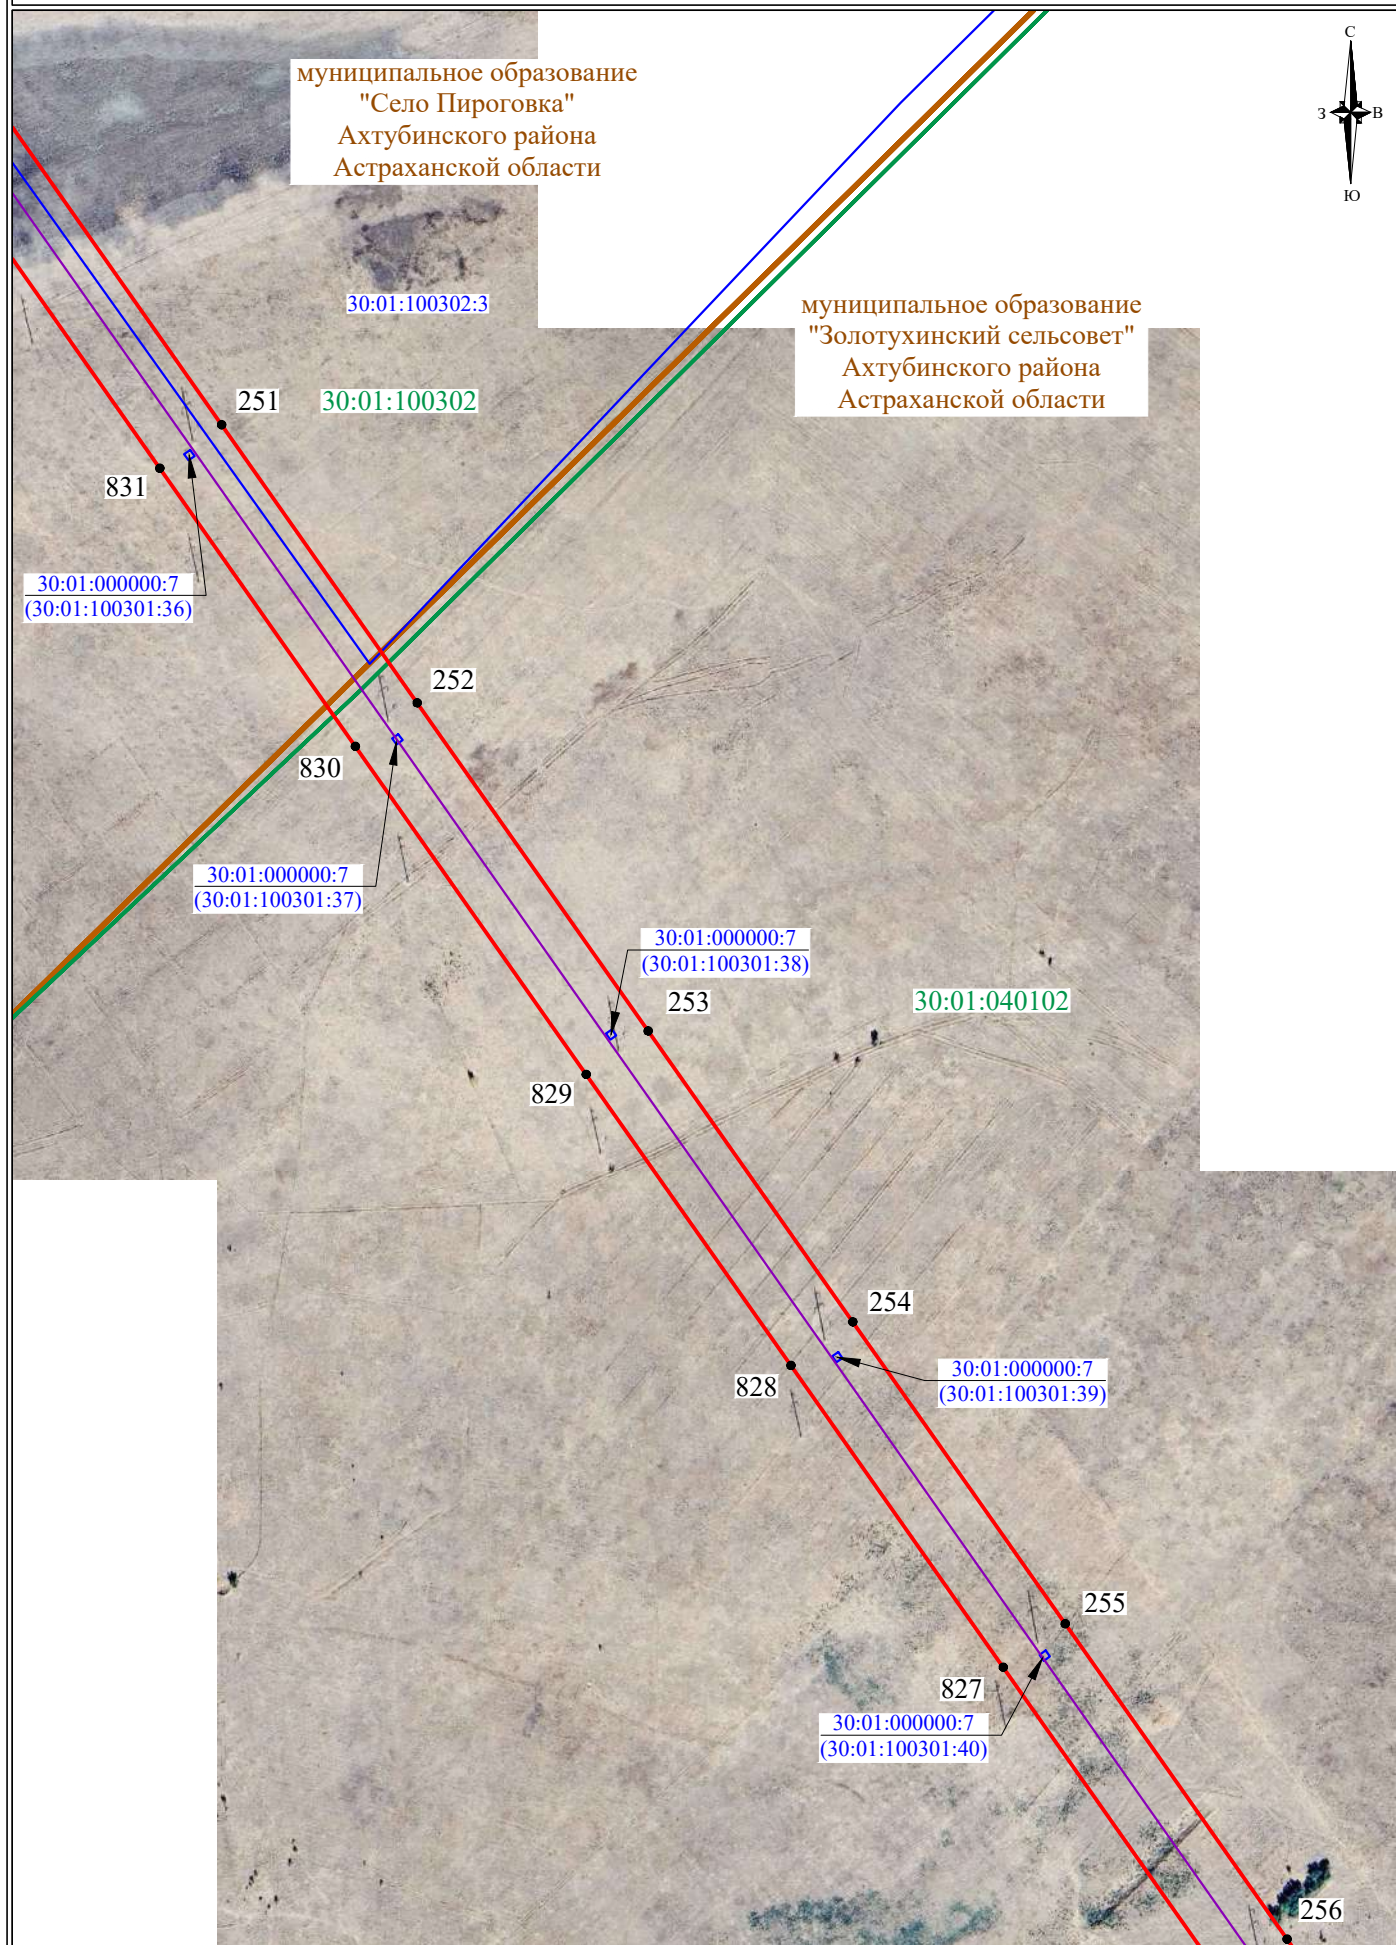 С
З
В
Ю
муниципальное образование
"Село Пироговка"
Ахтубинского района
Астраханской области
30:01:100302:3
муниципальное образование
"Золотухинский сельсовет"
Ахтубинского района
Астраханской области
251
30:01:100302
831
30:01:000000:7
(30:01:100301:36)
252
830
30:01:000000:7
(30:01:100301:37)
30:01:000000:7
(30:01:100301:38)
253
30:01:040102
829
254
828
30:01:000000:7
(30:01:100301:39)
255
827
30:01:000000:7
(30:01:100301:40)
256